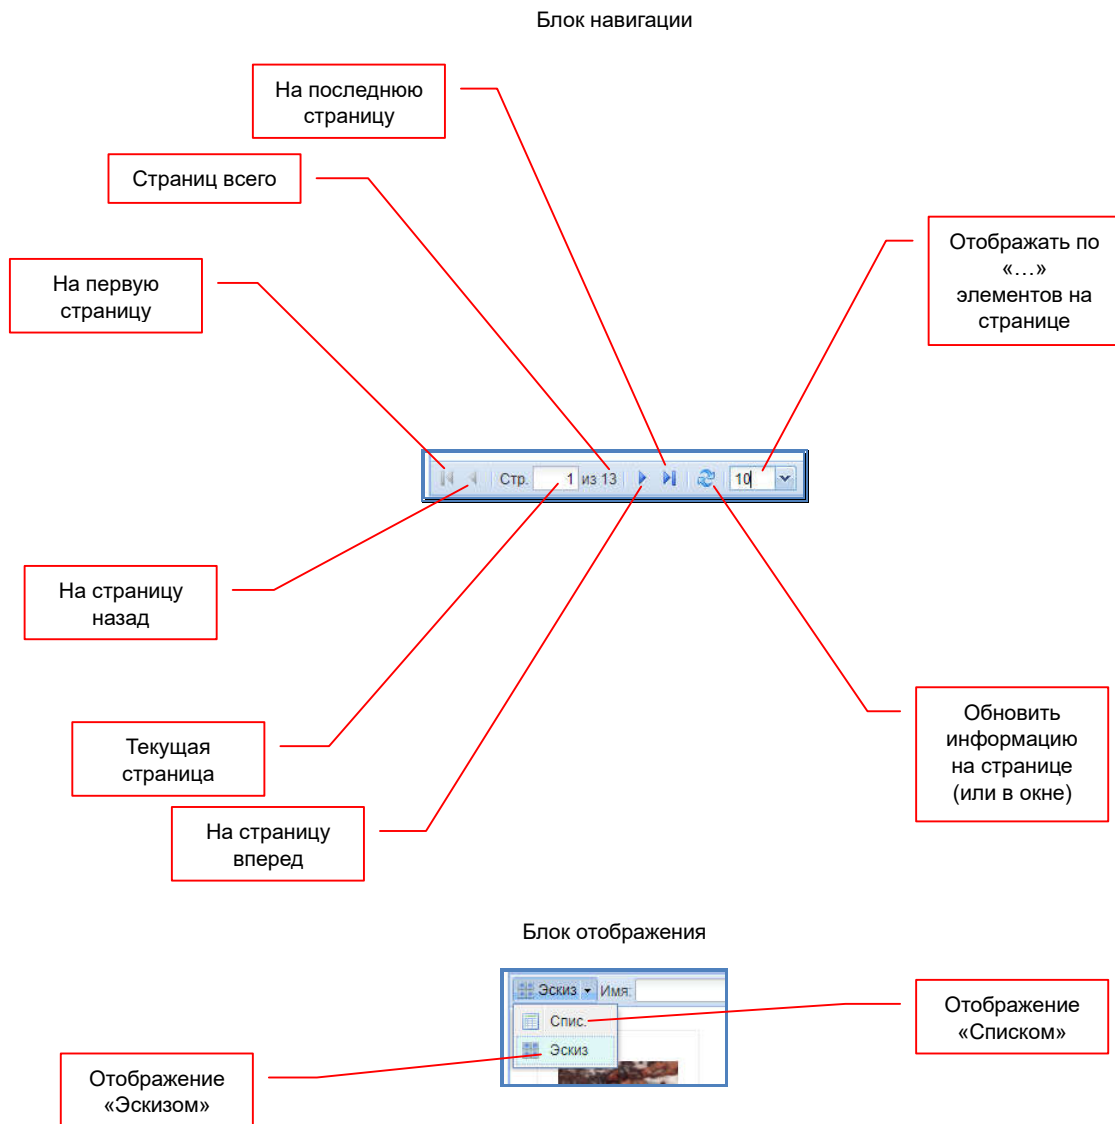 Блок навигации
На последнюю
страницу
Страниц всего
Отображать по
«…»
элементов на
странице
На первую
страницу
Стр. 1 из 13 10
На страницу
назад
Обновить
информацию
на странице
(или в окне)
Текущая
страница
На страницу
вперед
Блок отображения
Эскиз Имя:
Спис.
Эскиз
Отображение
«Списком»
Отображение
«Эскизом»